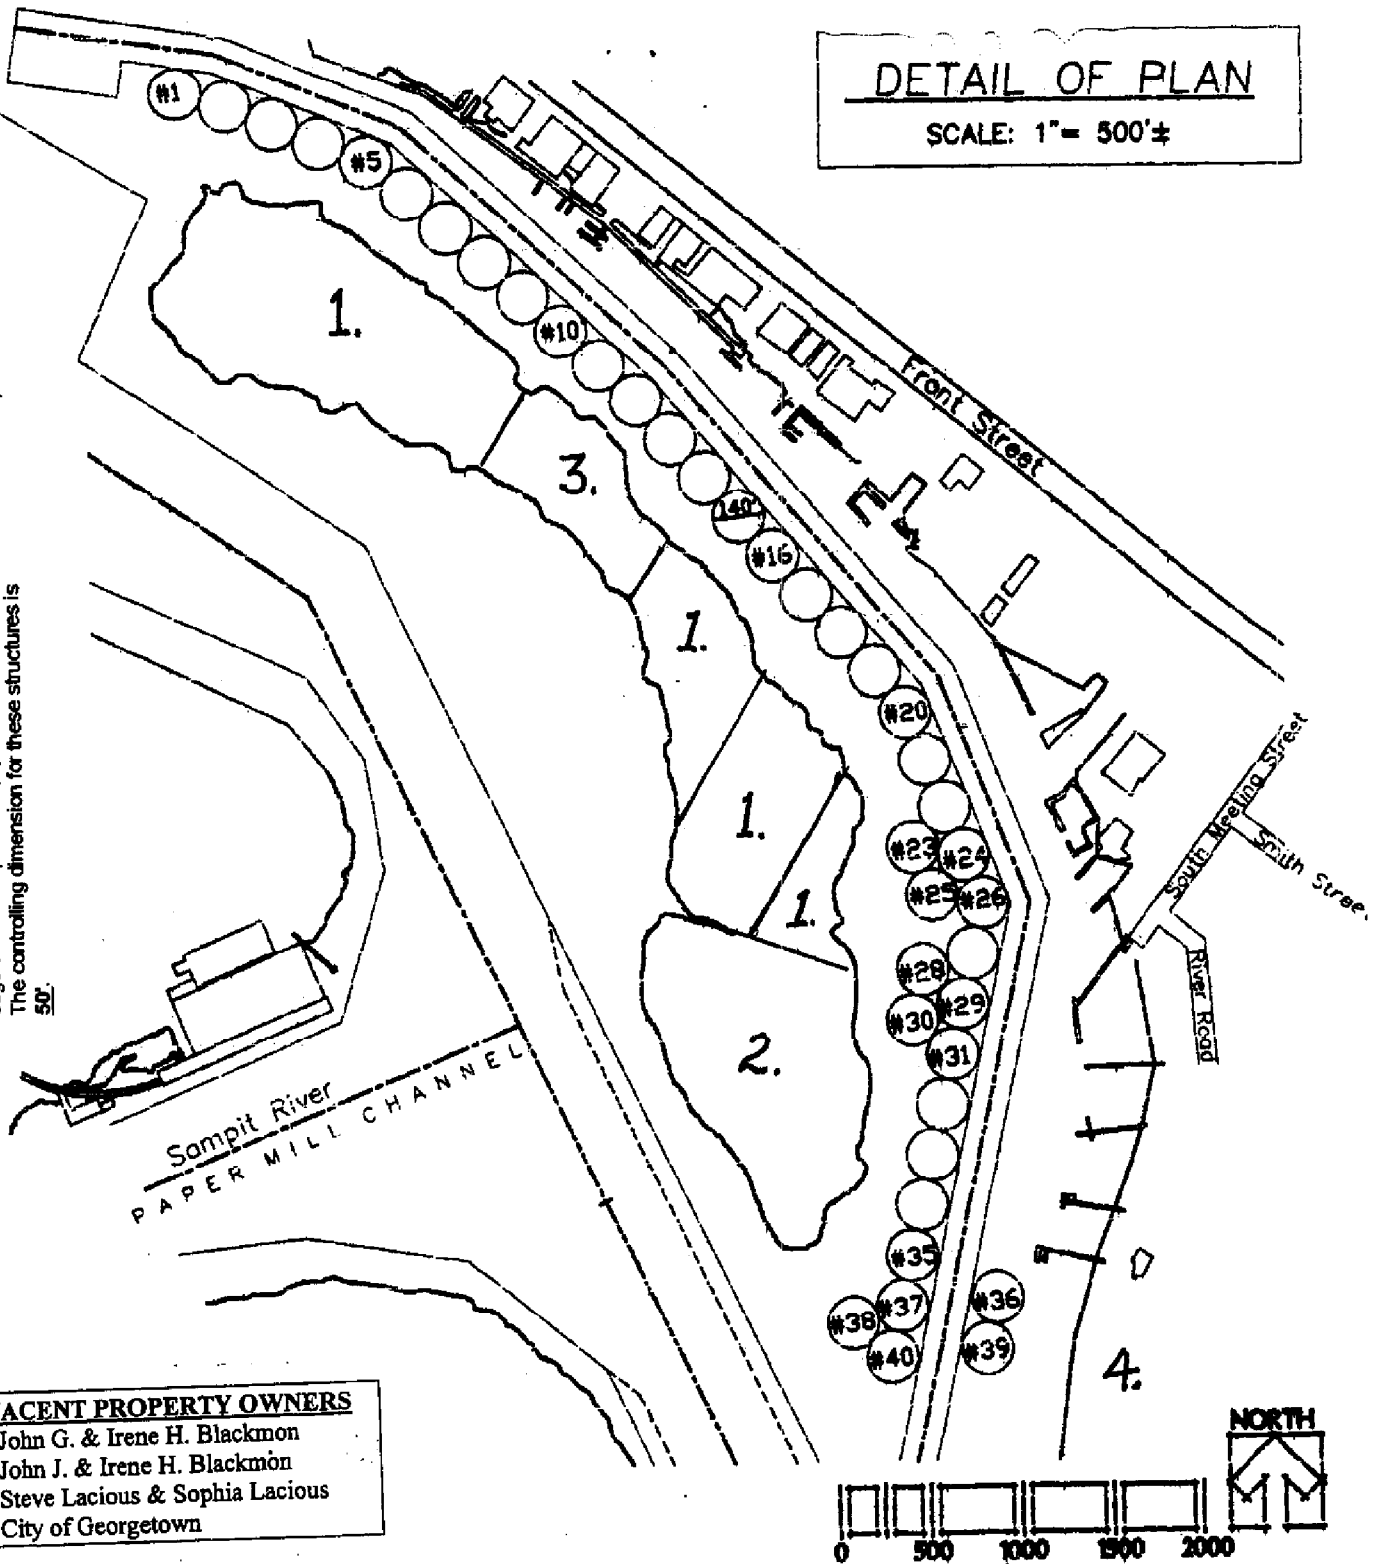 DETAIL OF PLAN
SCALE: 1"= 500'±
#1
#5
1.
#10
Front Street
3.
140'
#16
1.
#20
The controlling dimension for these structures is
50'.
South Meeting Street
Smith Stree
1.
#23
#24
#25
#26
1.
River Road
#28
#29
#30
#31
2.
Sampit River
PAPER MILL CHANNEL
#35
#36
#37
#38
#39
#40
4.
ACENT PROPERTY OWNERS
John G. & Irene H. Blackmon
John J. & Irene H. Blackmon
Steve Lacious & Sophia Lacious
City of Georgetown
NORTH
0 500 1000 1500 2000